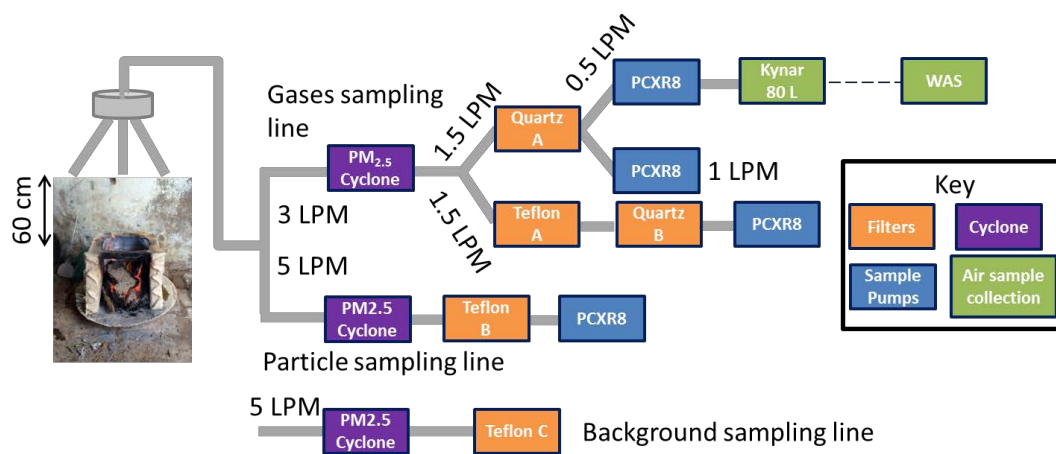 0.5 LPM
PCXR8
Kynar
80 L
WAS
Gases sampling
line
1.5 LPM
Quartz
A
PM2.5
Cyclone
PCXR8
1 LPM
Key
60 cm
3 LPM
1.5 LPM
Teflon
A
Quartz
B
PCXR8
Filters
Cyclone
5 LPM
Sample
Pumps
Air sample
collection
PM2.5
Cyclone
Teflon
B
PCXR8
Particle sampling line
5 LPM
PM2.5
Cyclone
Teflon C
Background sampling line